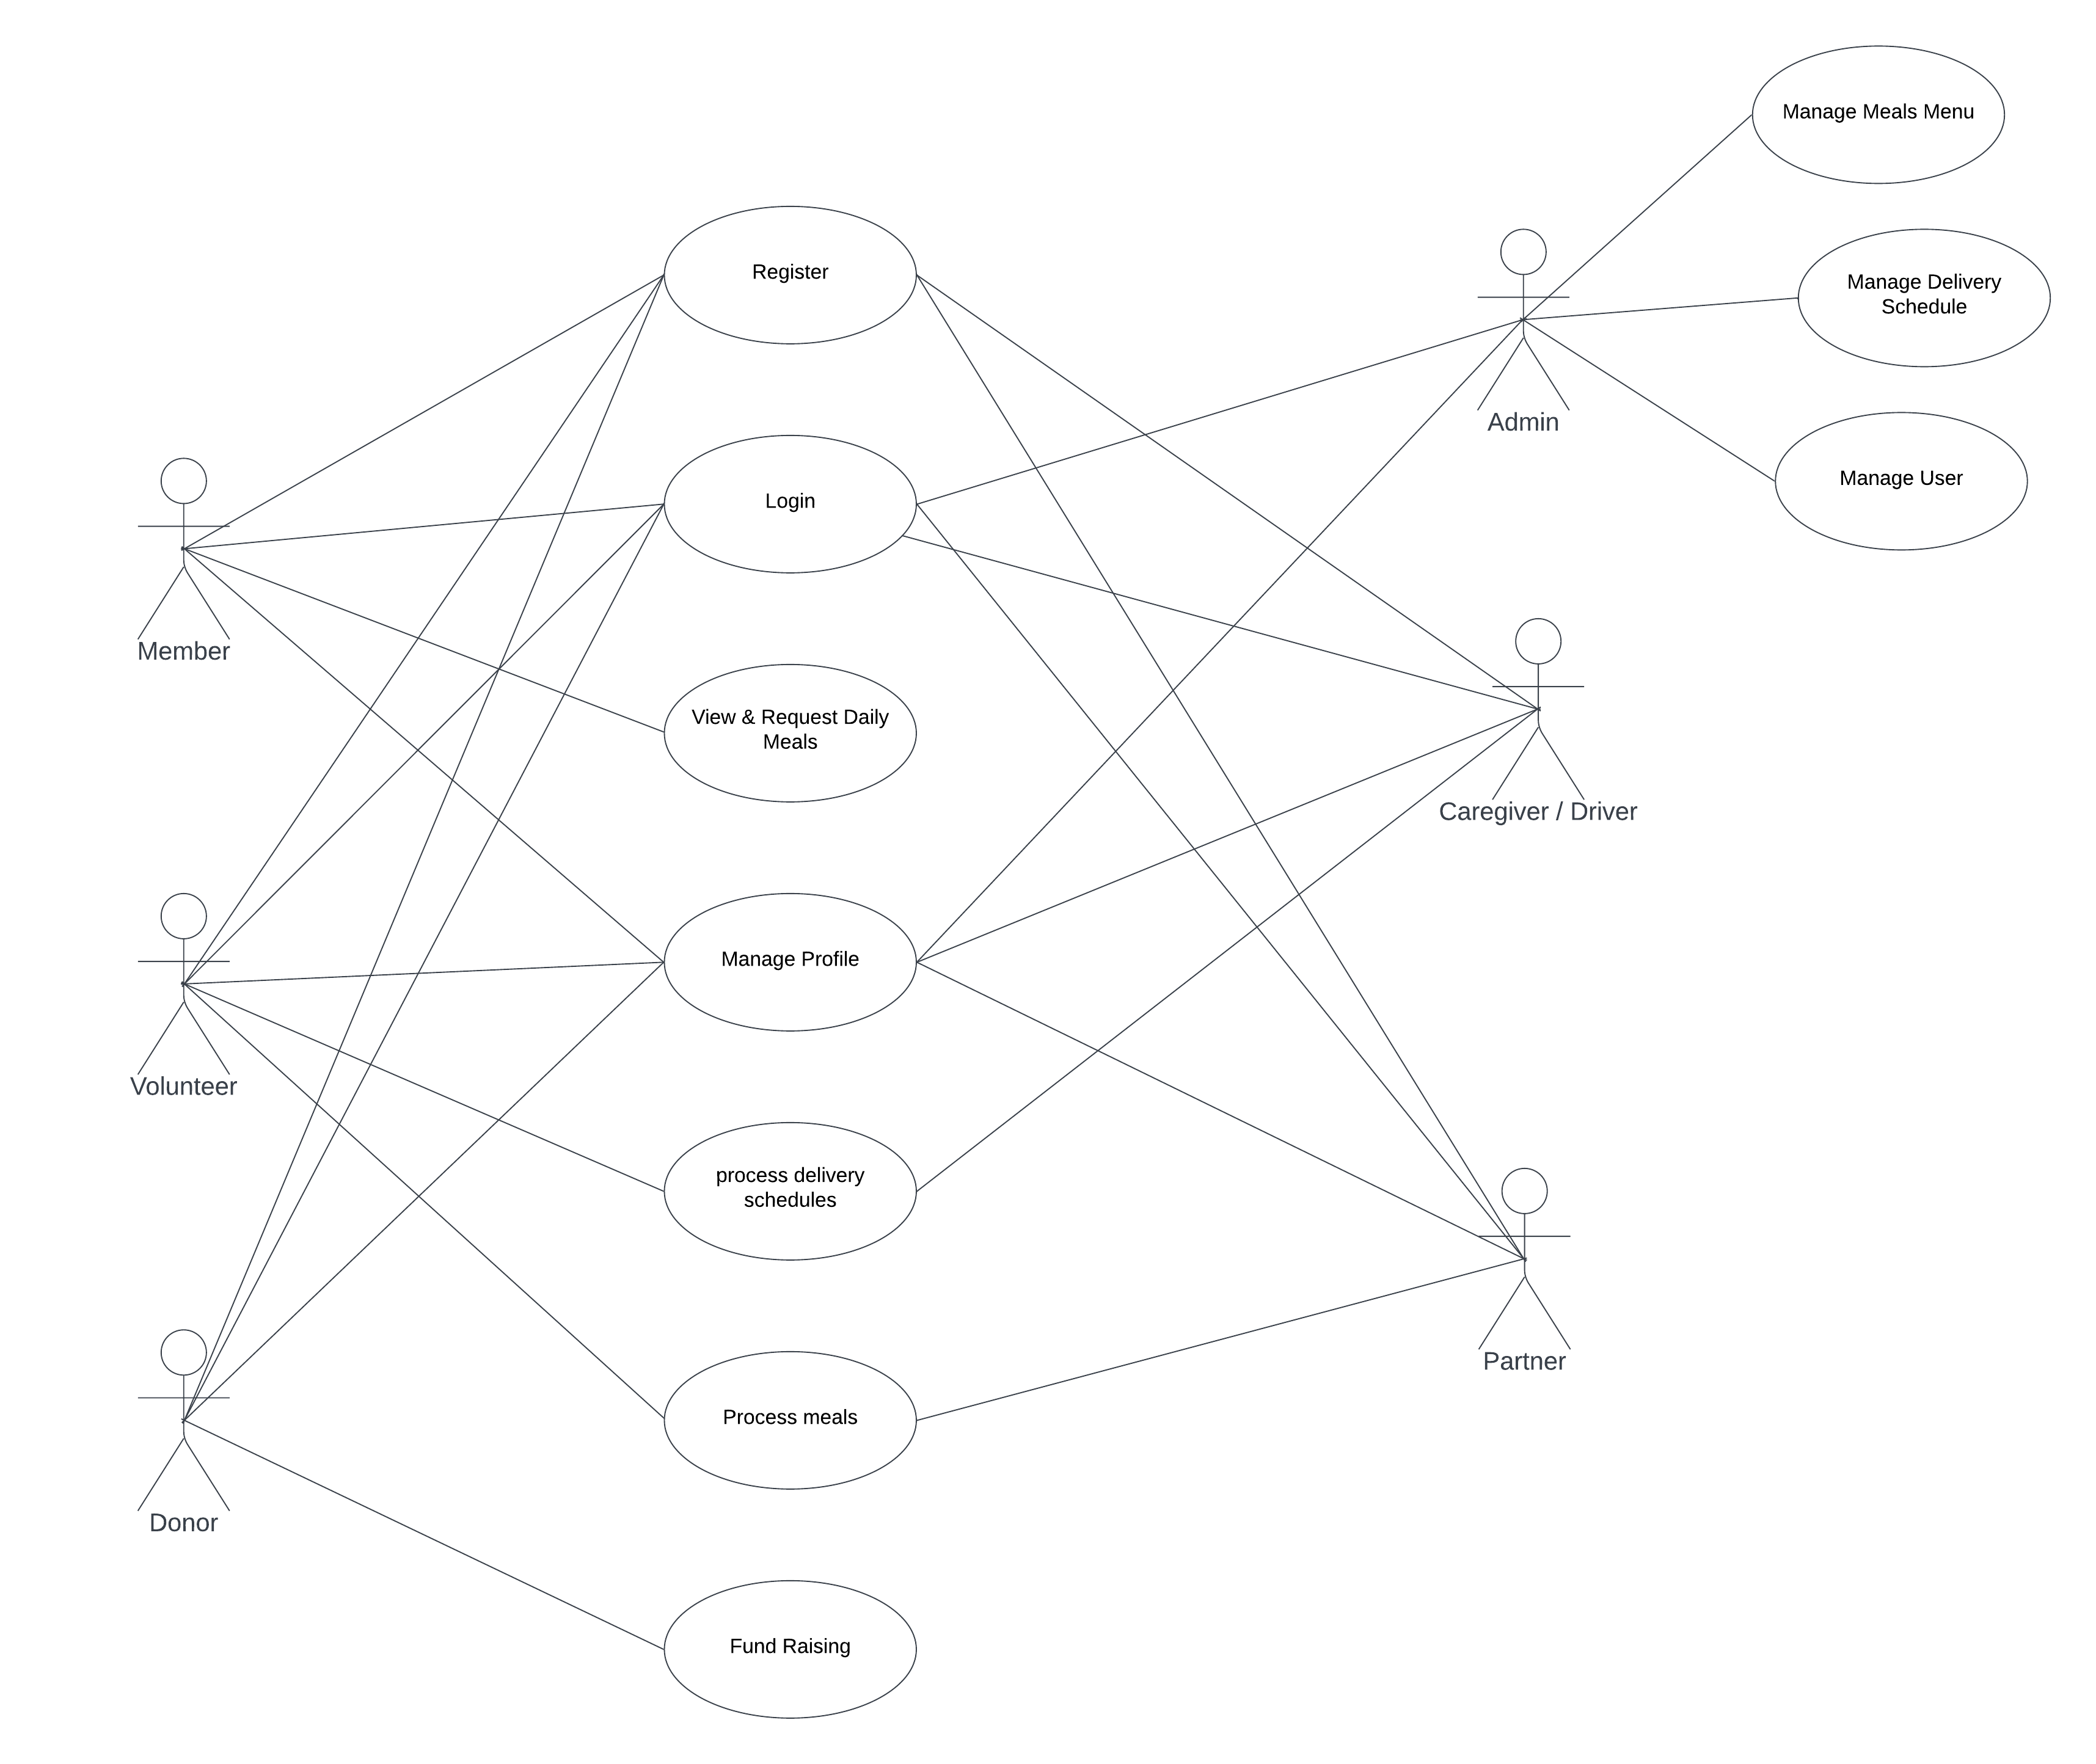 Manage Meals Menu
Register
Manage Delivery
Schedule
Admin
Login
Manage User
Member
View & Request Daily
Meals
Caregiver / Driver
Manage Profile
Volunteer
process delivery
schedules
Partner
Process meals
Donor
Fund Raising